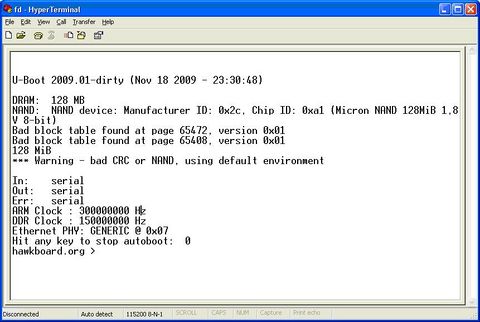 fd - HyperTerminal
File Edit View Call Transfer Help
U-Boot 2009.01-dirty (Nov 18 2009 - 23:30:48)
DRAM:  128 MB
NAND:  NAND device: Manufacturer ID: 0x2c, Chip ID: 0xa1 (Micron NAND 128MiB 1,8
V 8-bit)
Bad block table found at page 65472, version 0x01
Bad block table found at page 65408, version 0x01
128 MiB
*** Warning - bad CRC or NAND, using default environment
In:    serial
Out:   serial
Err:   serial
ARM Clock : 300000000 Hz
DDR Clock : 150000000 Hz
Ethernet PHY: GENERIC @ 0x07
Hit any key to stop autoboot:  0
hawkboard.org >
Disconnected Auto detect 115200 8-N-1 SCROLL CAPS NUM Capture Print echo